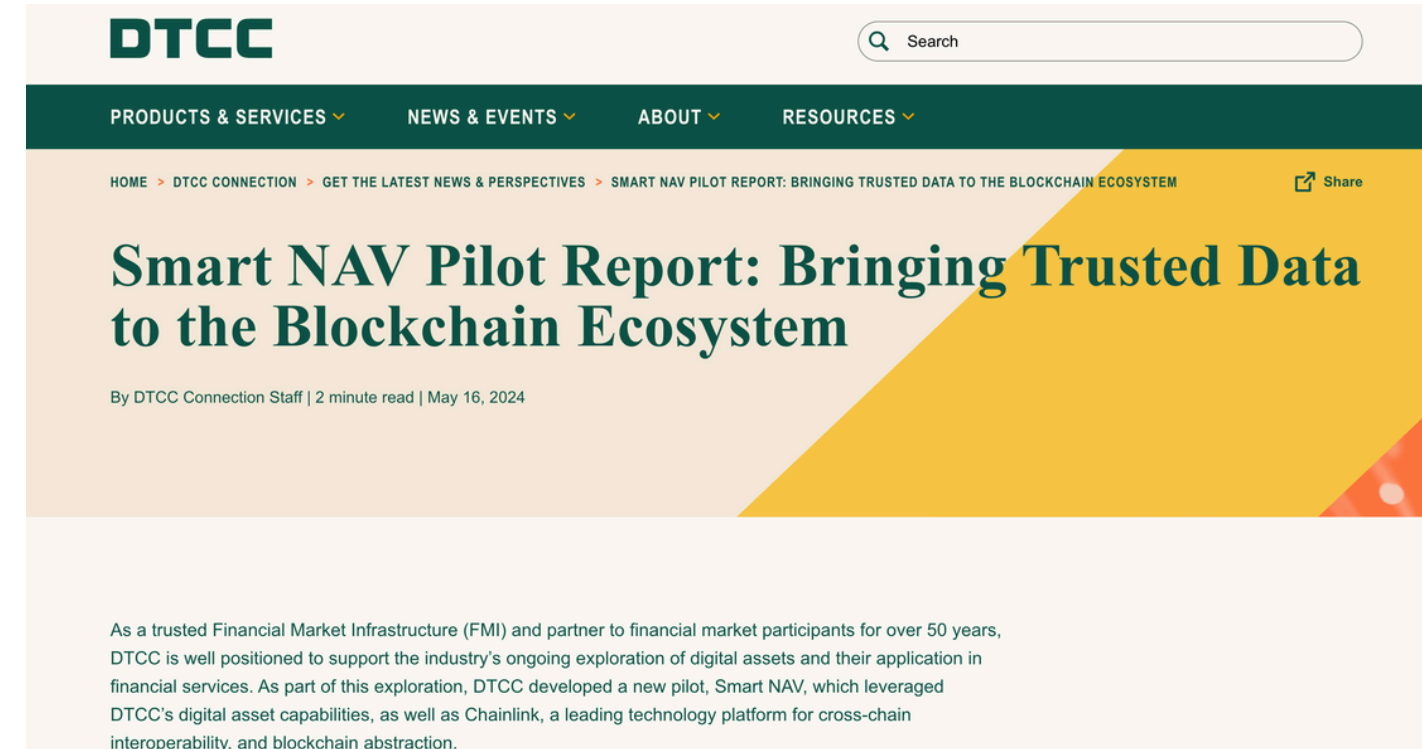 DTCC
Search
PRODUCTS & SERVICES
NEWS & EVENTS
ABOUT
RESOURCES
HOME > DTCC CONNECTION > GET THE LATEST NEWS & PERSPECTIVES > SMART NAV PILOT REPORT: BRINGING TRUSTED DATA TO THE BLOCKCHAIN ECOSYSTEM
Share
Smart NAV Pilot Report: Bringing Trusted Data
to the Blockchain Ecosystem
By DTCC Connection Staff | 2 minute read | May 16, 2024
As a trusted Financial Market Infrastructure (FMI) and partner to financial market participants for over 50 years,
DTCC is well positioned to support the industry’s ongoing exploration of digital assets and their application in
financial services. As part of this exploration, DTCC developed a new pilot, Smart NAV, which leveraged
DTCC’s digital asset capabilities, as well as Chainlink, a leading technology platform for cross-chain
interoperability, and blockchain abstraction.